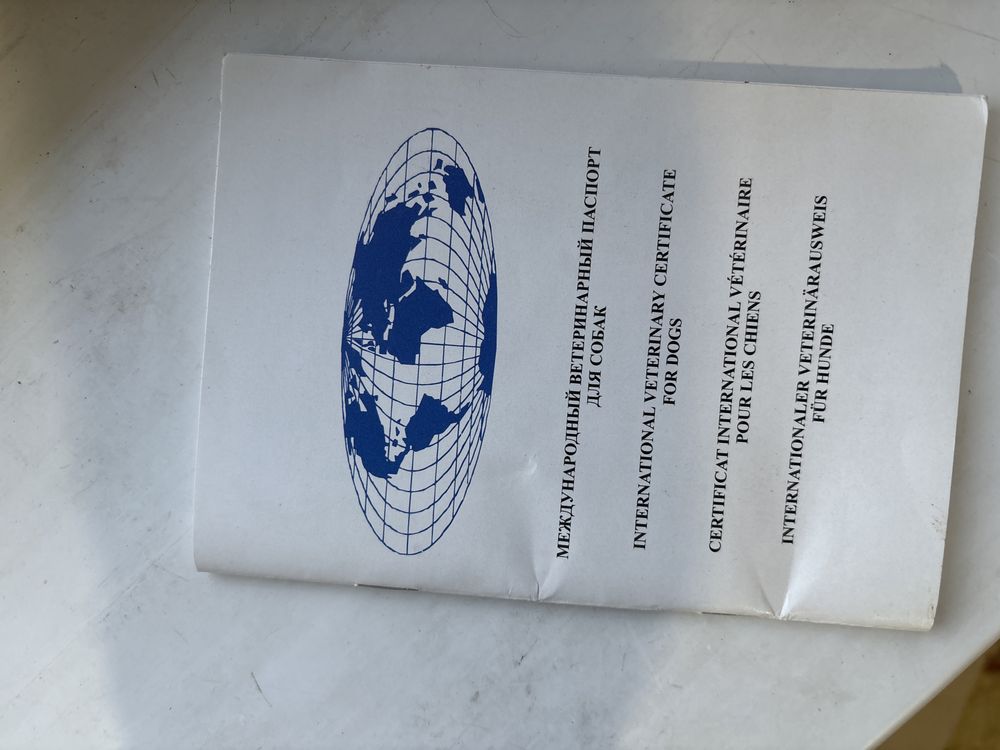 МЕЖДУНАРОДНЫЙ ВЕТЕРИНАРНЫЙ ПАСПОРТ
ДЛЯ СОБАК
INTERNATIONAL VETERINARY CERTIFICATE
FOR DOGS
CERTIFICAT INTERNATIONAL VÉTÉRINAIRE
POUR LES CHIENS
INTERNATIONALER VETERINÄRAUSWEIS
FÜR HUNDE